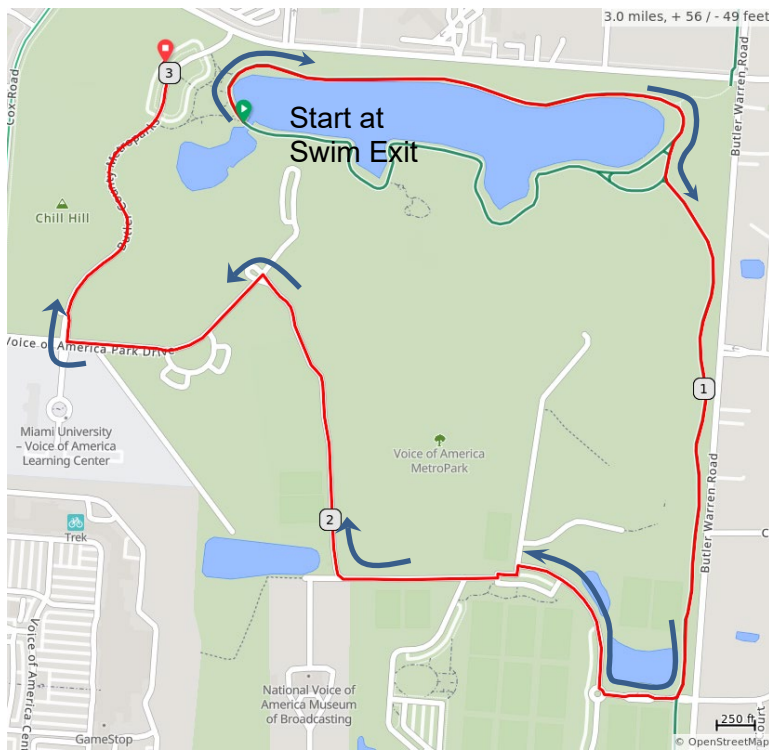 3.0 miles, + 56 / - 49 feet
3
Cox Road
Butler Warren Road
Start at
Swim Exit
Butler County Metroparks
Chill Hill
Voice of America Park Drive
1
Miami University
– Voice of America
Learning Center
Voice of America
MetroPark
Trek
2
Butler Warren Road
C
Voice of America Cen
National Voice of
America Museum
of Broadcasting
GameStop
250 ft
ourt
© OpenStreetMap